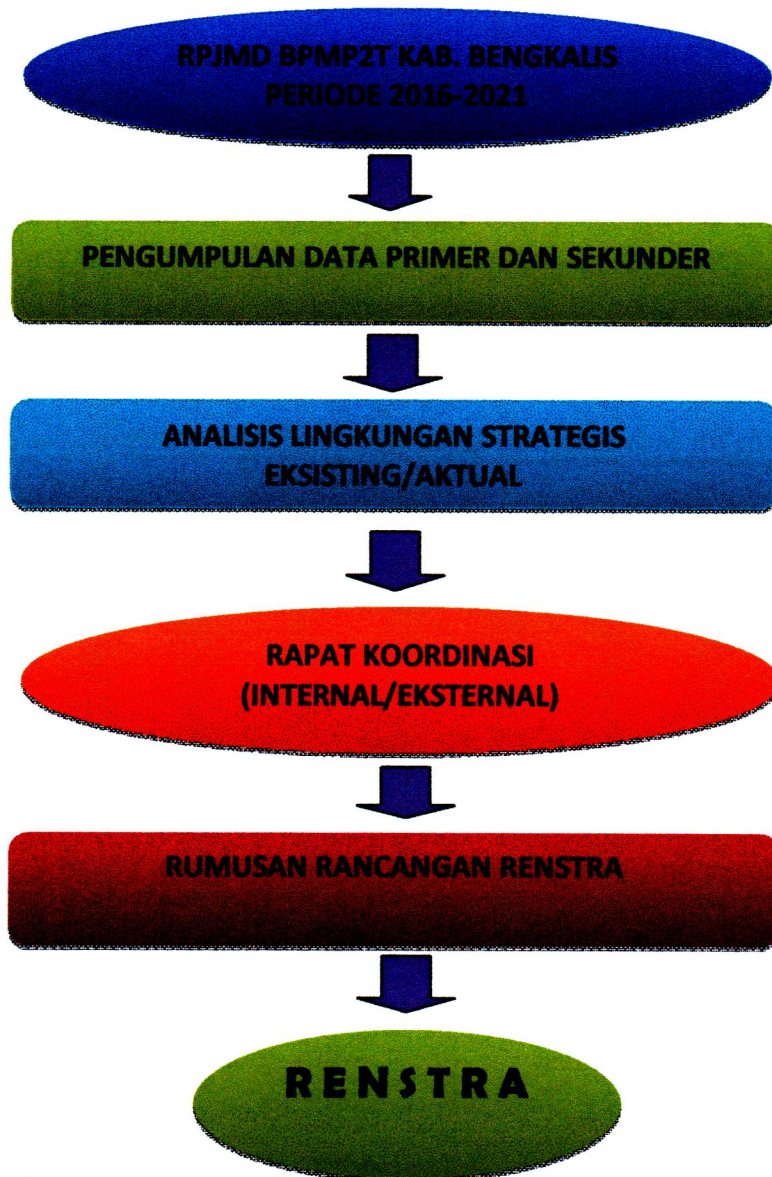 RPJMD BPMP2T KAB. BENGKALIS
PERIODE 2016-2021
PENGUMPULAN DATA PRIMER DAN SEKUNDER
ANALISIS LINGKUNGAN STRATEGIS
EKSISTING/AKTUAL
RAPAT KOORDINASI
(INTERNAL/EKSTERNAL)
RUMUSAN RANCANGAN RENSTRA
RENSTRA